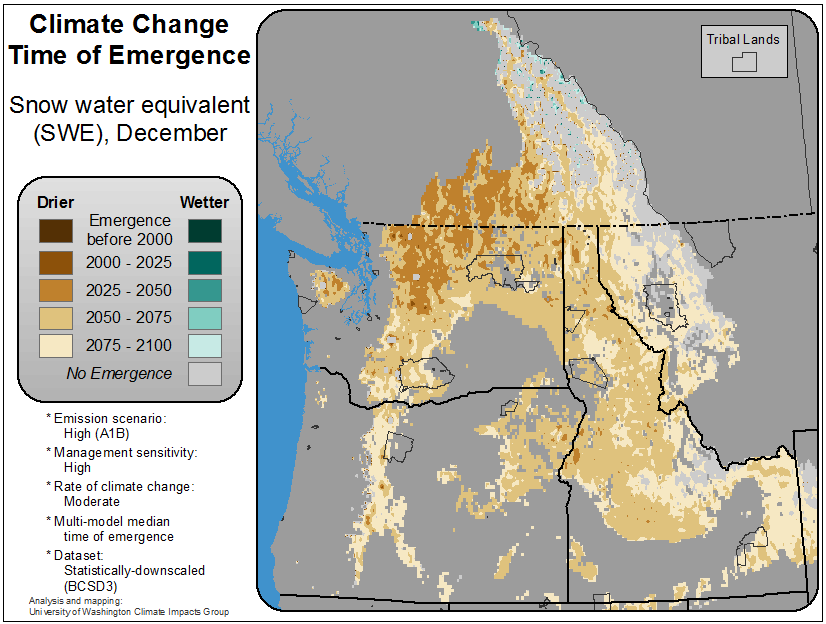 Climate Change
Time of Emergence
Snow water equivalent
(SWE), December
Drier
Wetter
Emergence
before 2000
2000 - 2025
2025 - 2050
2050 - 2075
2075 - 2100
No Emergence
* Emission scenario:
High (A1B)
* Management sensitivity:
High
* Rate of climate change:
Moderate
* Multi-model median
time of emergence
* Dataset:
Statistically-downscaled
(BCSD3)
Analysis and mapping:
University of Washington Climate Impacts Group
Tribal Lands